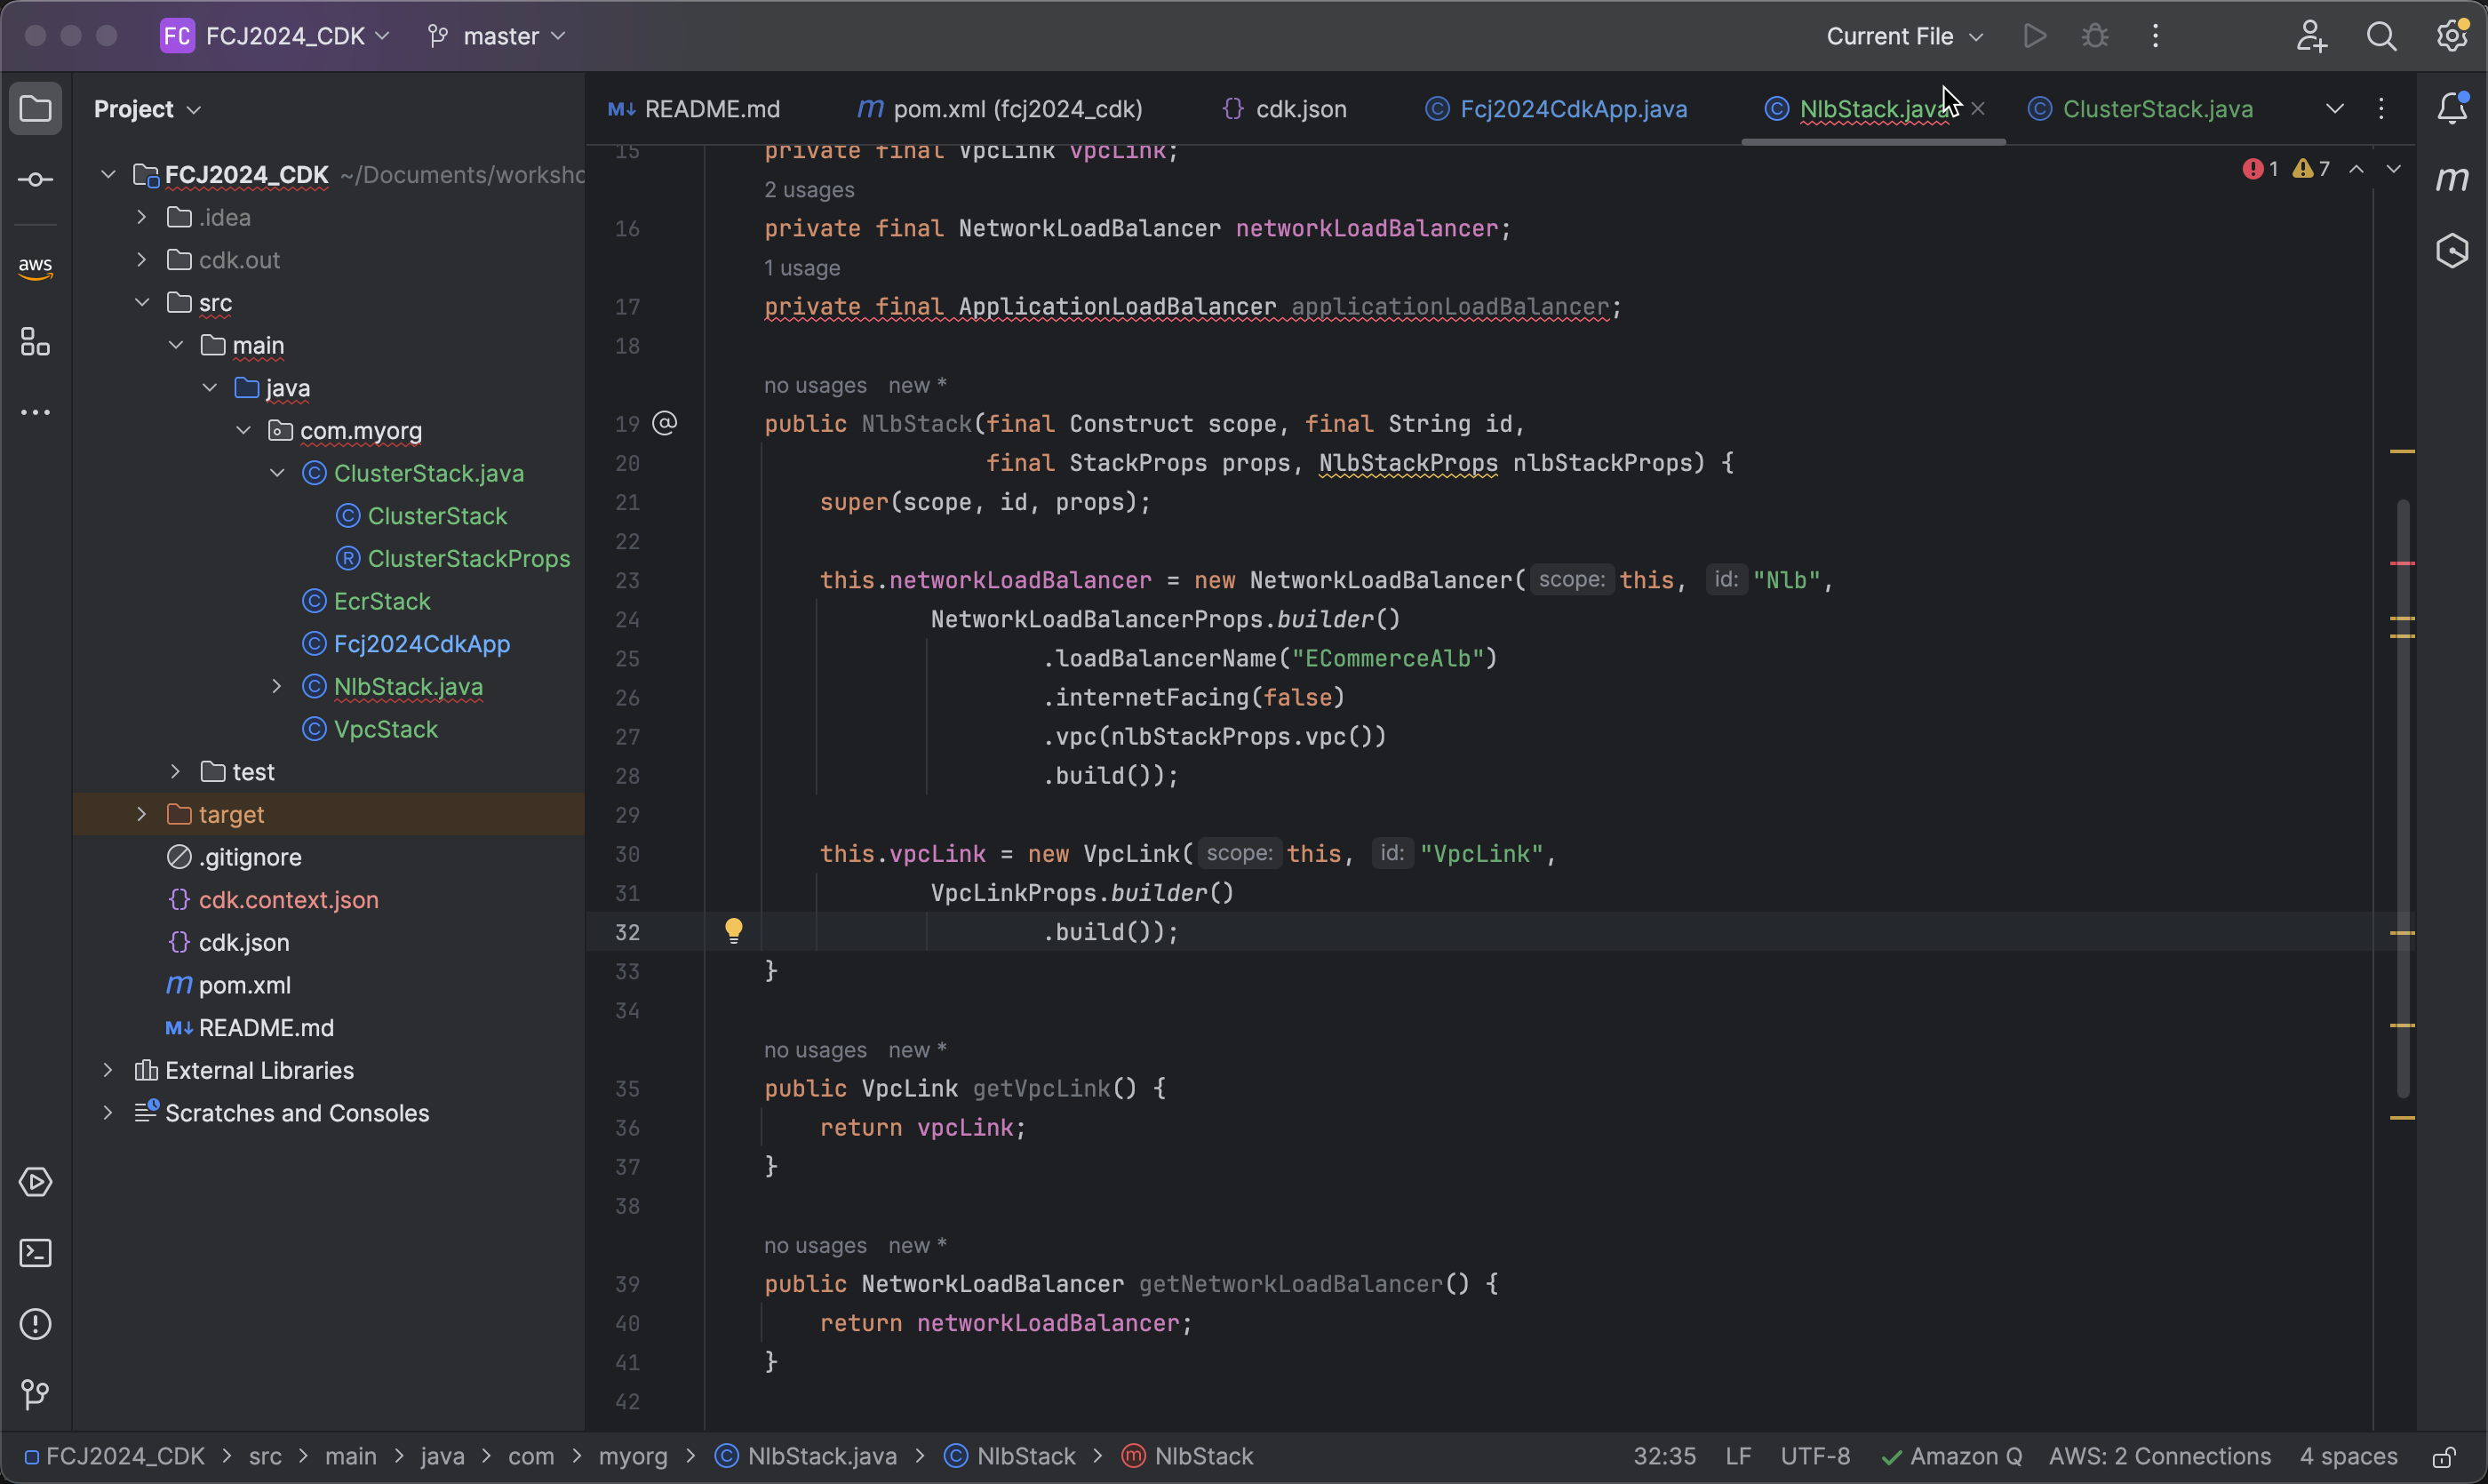 FC FCJ2024_CDK master Current File
Project
FCJ2024_CDK ~/Documents/worksho
.idea
cdk.out
src
main
java
com.myorg
ClusterStack.java
ClusterStack
ClusterStackProps
EcrStack
Fcj2024CdkApp
NlbStack.java
VpcStack
test
target
.gitignore
cdk.context.json
cdk.json
pom.xml
README.md
External Libraries
Scratches and Consoles
aws
M↓ README.md m pom.xml (fcj2024_cdk) {} cdk.json Fcj2024CdkApp.java NlbStack.java ClusterStack.java
1 7
15 private final VpcLink vpcLink;
2 usages
16 private final NetworkLoadBalancer networkLoadBalancer;
1 usage
17 private final ApplicationLoadBalancer applicationLoadBalancer;
18
no usages new *
19 public NlbStack(final Construct scope, final String id,
20 final StackProps props, NlbStackProps nlbStackProps) {
21 super(scope, id, props);
22
23 this.networkLoadBalancer = new NetworkLoadBalancer( scope: this, id: "Nlb",
24 NetworkLoadBalancerProps.builder()
25 .loadBalancerName("ECommerceAlb")
26 .internetFacing(false)
27 .vpc(nlbStackProps.vpc())
28 .build());
29
30 this.vpcLink = new VpcLink( scope: this, id: "VpcLink",
31 VpcLinkProps.builder()
32 .build());
33 }
34
no usages new *
35 public VpcLink getVpcLink() {
36 return vpcLink;
37 }
38
no usages new *
39 public NetworkLoadBalancer getNetworkLoadBalancer() {
40 return networkLoadBalancer;
41 }
42
FCJ2024_CDK > src > main > java > com > myorg > NlbStack.java > NlbStack > NlbStack 32:35 LF UTF-8 Amazon Q AWS: 2 Connections 4 spaces